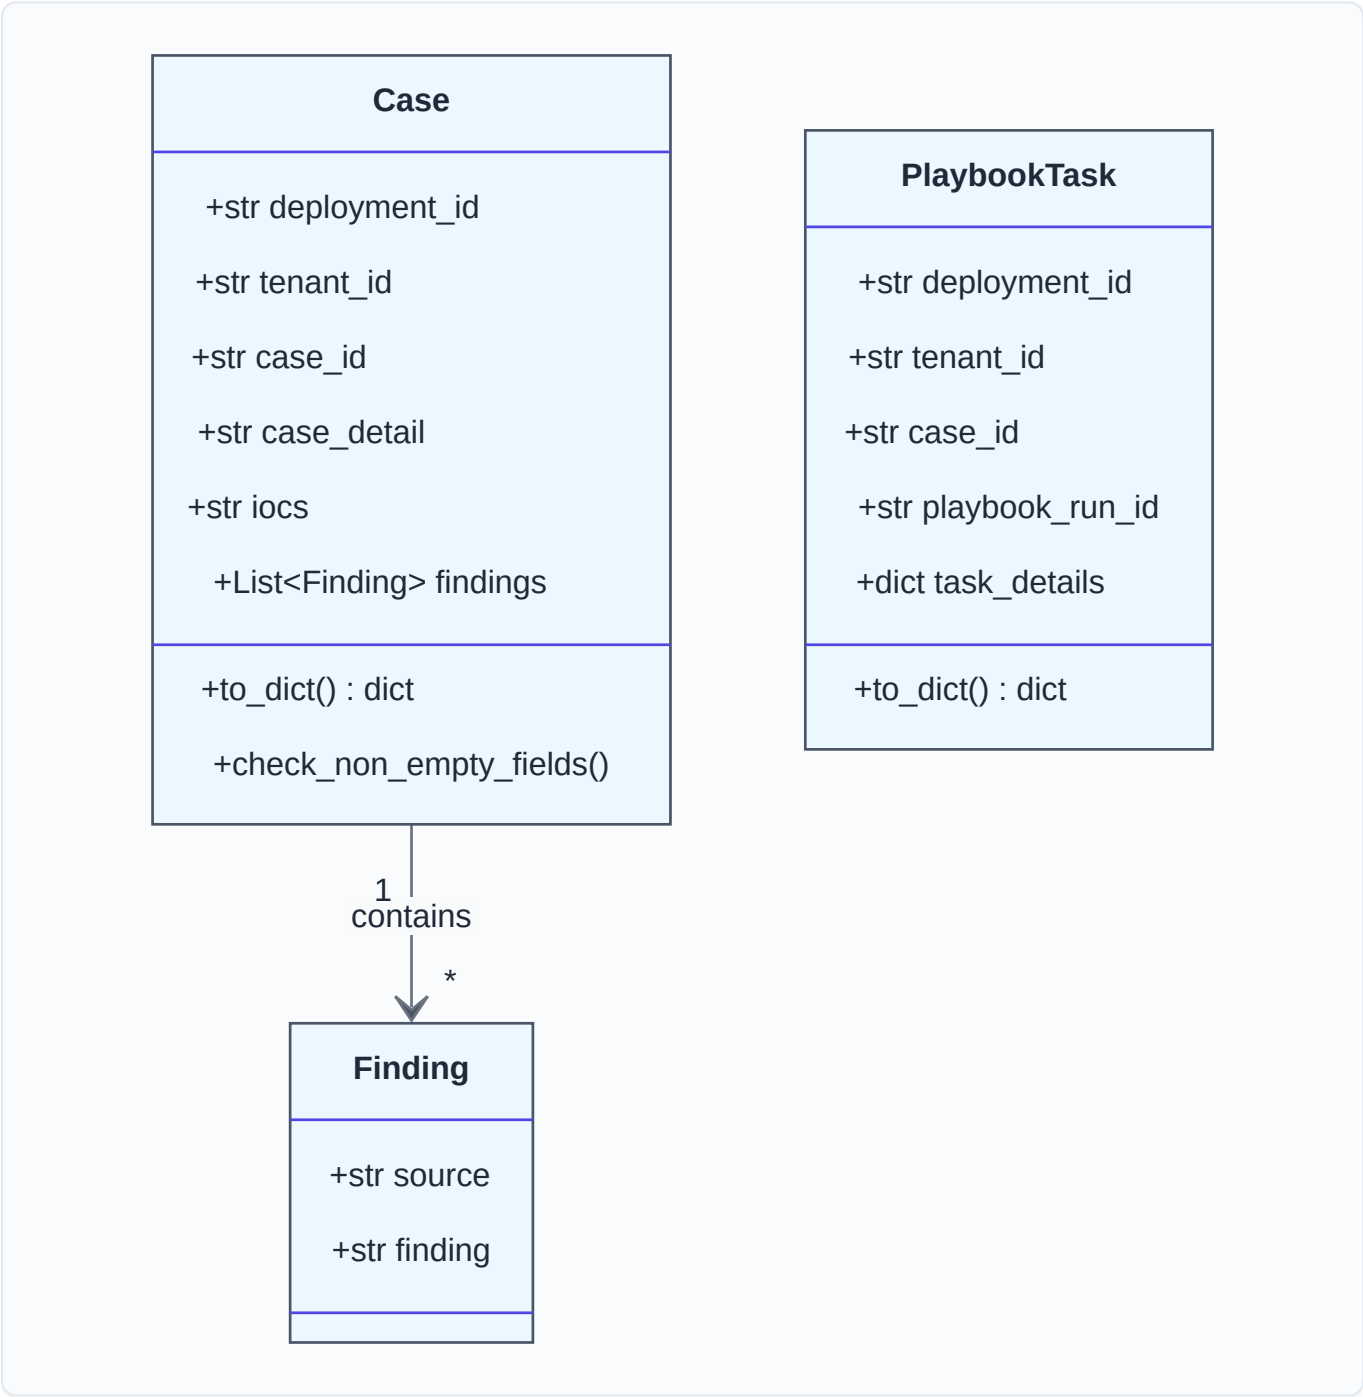 Case
+str deployment_id
+str tenant_id
+str case_id
+str case_detail
+str iocs
+List<Finding> findings
+to_dict() : dict
+check_non_empty_fields()
PlaybookTask
+str deployment_id
+str tenant_id
+str case_id
+str playbook_run_id
+dict task_details
+to_dict() : dict
1
contains
*
Finding
+str source
+str finding